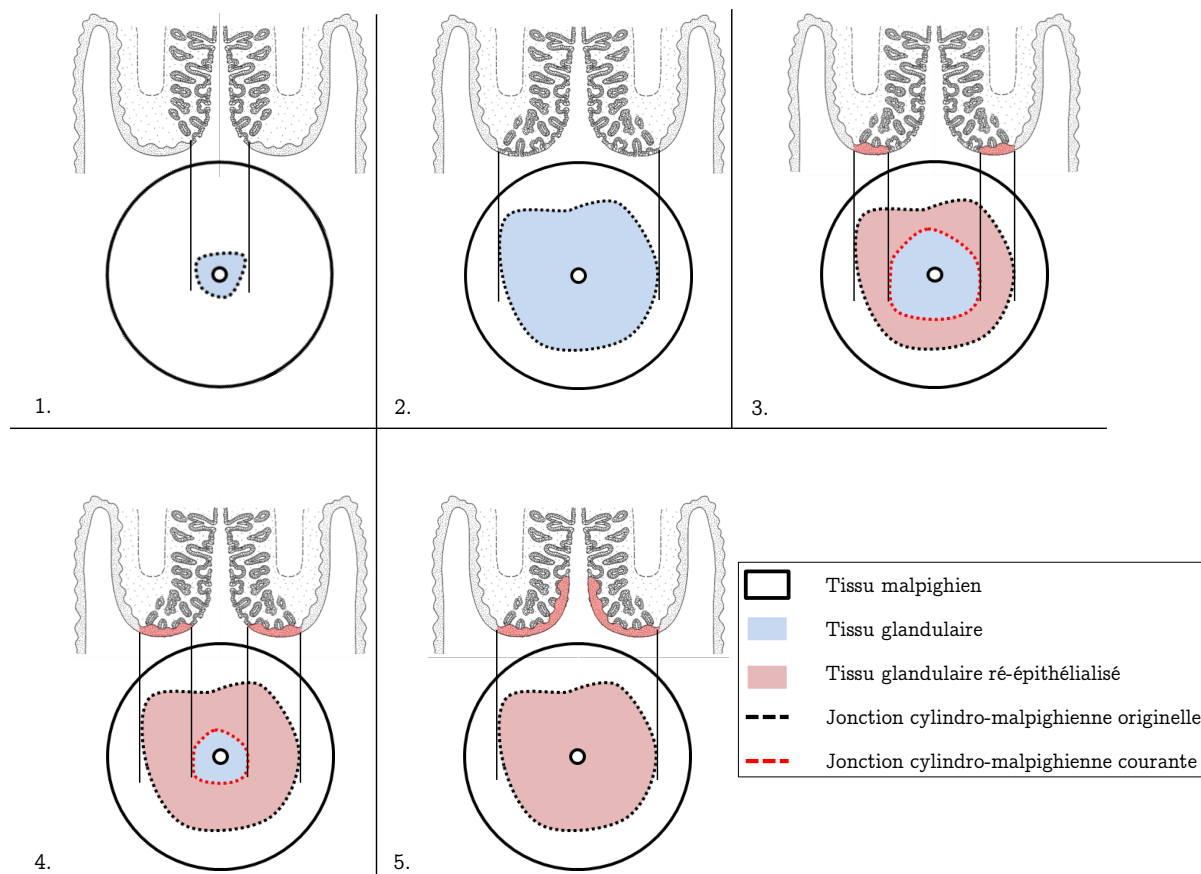 1.
2.
3.
4.
5.
Tissu malpighien
Tissu glandulaire
Tissu glandulaire ré-épithélialisé
Jonction cylindro-malpighienne originelle
Jonction cylindro-malpighienne courante